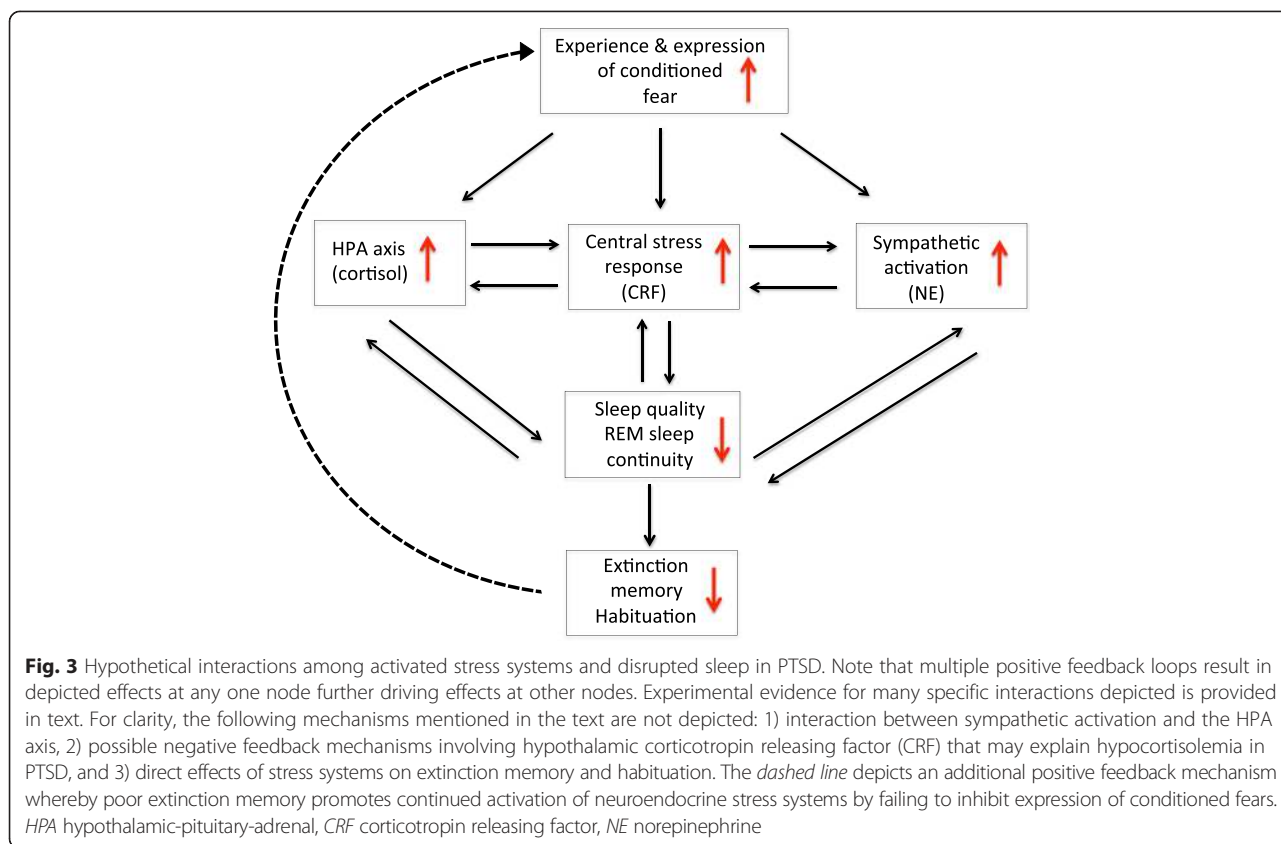 Experience & expression
of conditioned
fear
HPA axis
(cortisol)
Central stress
response
(CRF)
Sympathetic
activation
(NE)
Sleep quality
REM sleep
continuity
Extinction
memory
Habituation
Fig. 3 Hypothetical interactions among activated stress systems and disrupted sleep in PTSD. Note that multiple positive feedback loops result in
depicted effects at any one node further driving effects at other nodes. Experimental evidence for many specific interactions depicted is provided
in text. For clarity, the following mechanisms mentioned in the text are not depicted: 1) interaction between sympathetic activation and the HPA
axis, 2) possible negative feedback mechanisms involving hypothalamic corticotropin releasing factor (CRF) that may explain hypocortisolemia in
PTSD, and 3) direct effects of stress systems on extinction memory and habituation. The dashed line depicts an additional positive feedback mechanism
whereby poor extinction memory promotes continued activation of neuroendocrine stress systems by failing to inhibit expression of conditioned fears.
HPA hypothalamic-pituitary-adrenal, CRF corticotropin releasing factor, NE norepinephrine